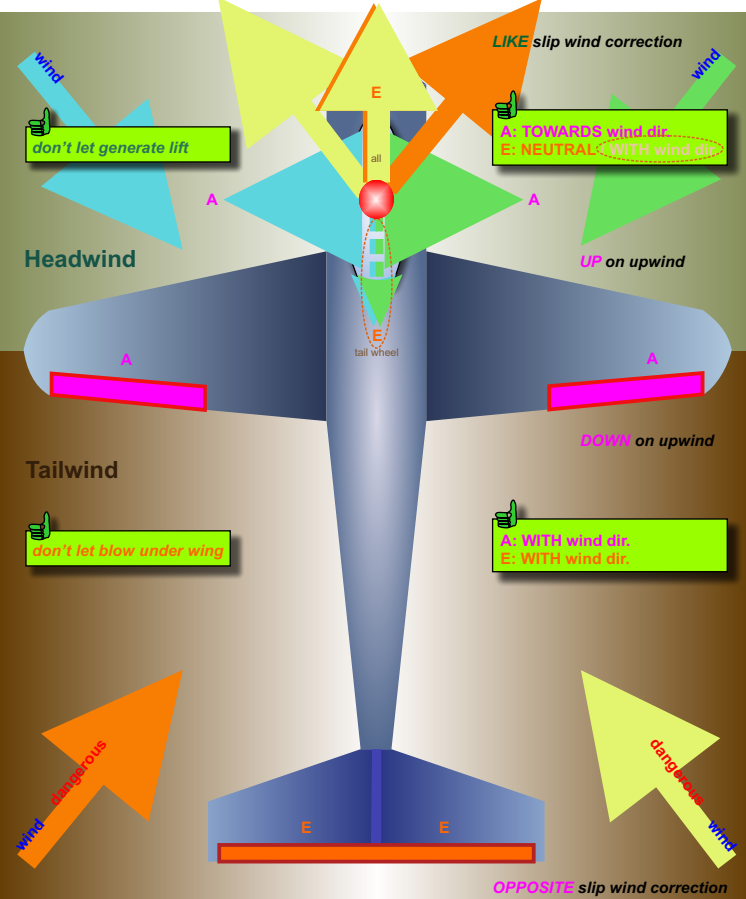 LIKE slip wind correction
wind
wind
E
don't let generate lift
A: TOWARDS wind dir.
E: NEUTRAL (WITH wind dir.)
all
A
A
Headwind
UP on upwind
E
tail wheel
A
A
DOWN on upwind
Tailwind
don't let blow under wing
A: WITH wind dir.
E: WITH wind dir.
dangerous
wind
dangerous
wind
E
E
OPPOSITE slip wind correction